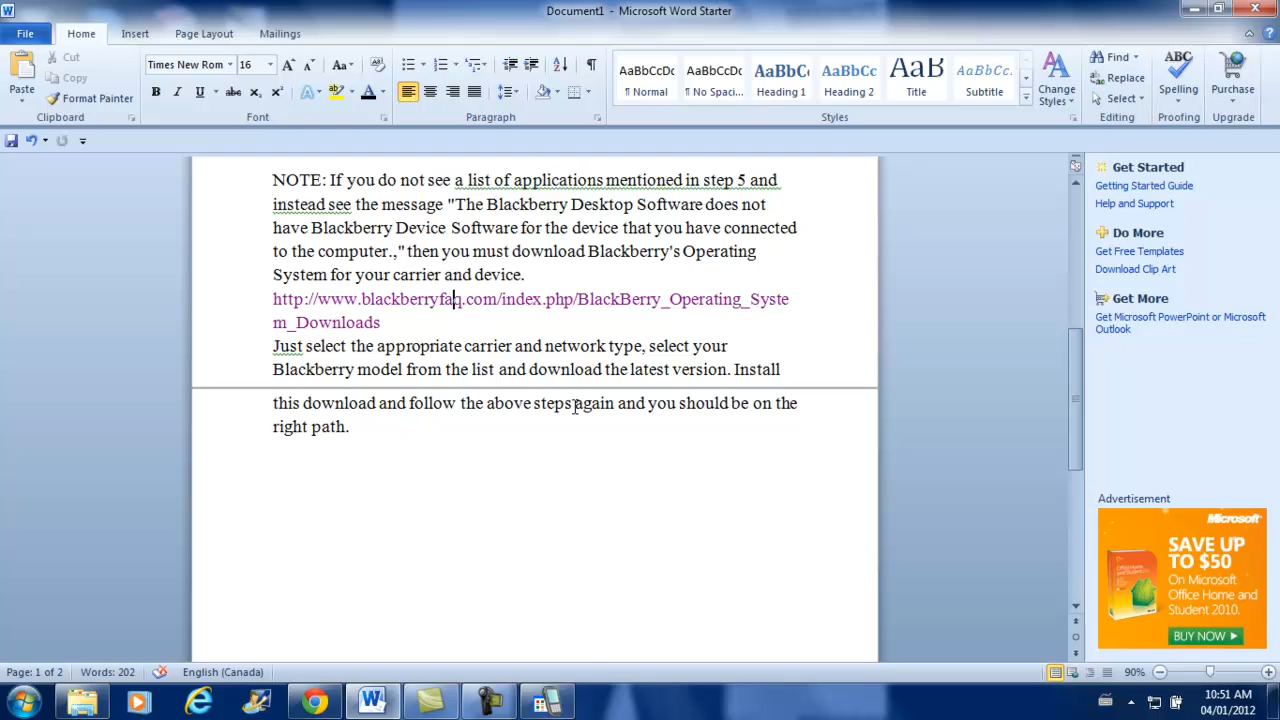 Document1 - Microsoft Word Starter
File Home Insert Page Layout Mailings
Cut
Copy
Format Painter
Paste
Clipboard
Times New Rom 16
Font
Paragraph
AaBbCcDc AaBbCcDc AaBbCc AaBbCc AaB AaBbCcDc
¶ Normal ¶ No Spaci... Heading 1 Heading 2 Title Subtitle
Change Styles
Styles
Find
Replace
Select
Editing
ABC
Spelling
Proofing
Purchase
Upgrade
NOTE: If you do not see a list of applications mentioned in step 5 and
instead see the message "The Blackberry Desktop Software does not
have Blackberry Device Software for the device that you have connected
to the computer.," then you must download Blackberry's Operating
System for your carrier and device.
http://www.blackberryfaq.com/index.php/BlackBerry_Operating_Syste
m_Downloads
Just select the appropriate carrier and network type, select your
Blackberry model from the list and download the latest version. Install
this download and follow the above steps again and you should be on the
right path.
Get Started
Getting Started Guide
Help and Support
Do More
Get Free Templates
Download Clip Art
Get More
Get Microsoft PowerPoint or Microsoft
Outlook
Advertisement
Microsoft
SAVE UP
TO $50
On Microsoft
Office Home and
Student 2010.
BUY NOW
Page: 1 of 2 Words: 202 English (Canada) 90%
10:51 AM
04/01/2012